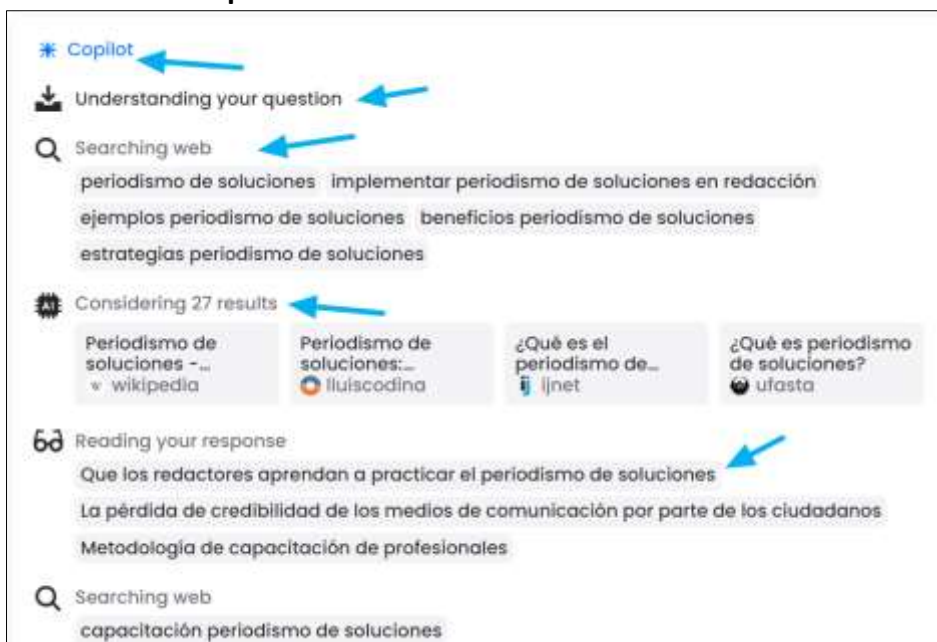 Copilot
Understanding your question
Searching web
periodismo de soluciones implementar periodismo de soluciones en redacción
ejemplos periodismo de soluciones beneficios periodismo de soluciones
estrategias periodismo de soluciones
Considering 27 results
Periodismo de soluciones -...
wikipedia
Periodismo de soluciones:...
lluiscodina
¿Qué es el periodismo de...
ijnet
¿Qué es periodismo de soluciones?
ufasta
Reading your response
Que los redactores aprendan a practicar el periodismo de soluciones
La pérdida de credibilidad de los medios de comunicación por parte de los ciudadanos
Metodología de capacitación de profesionales
Searching web
capacitación periodismo de soluciones